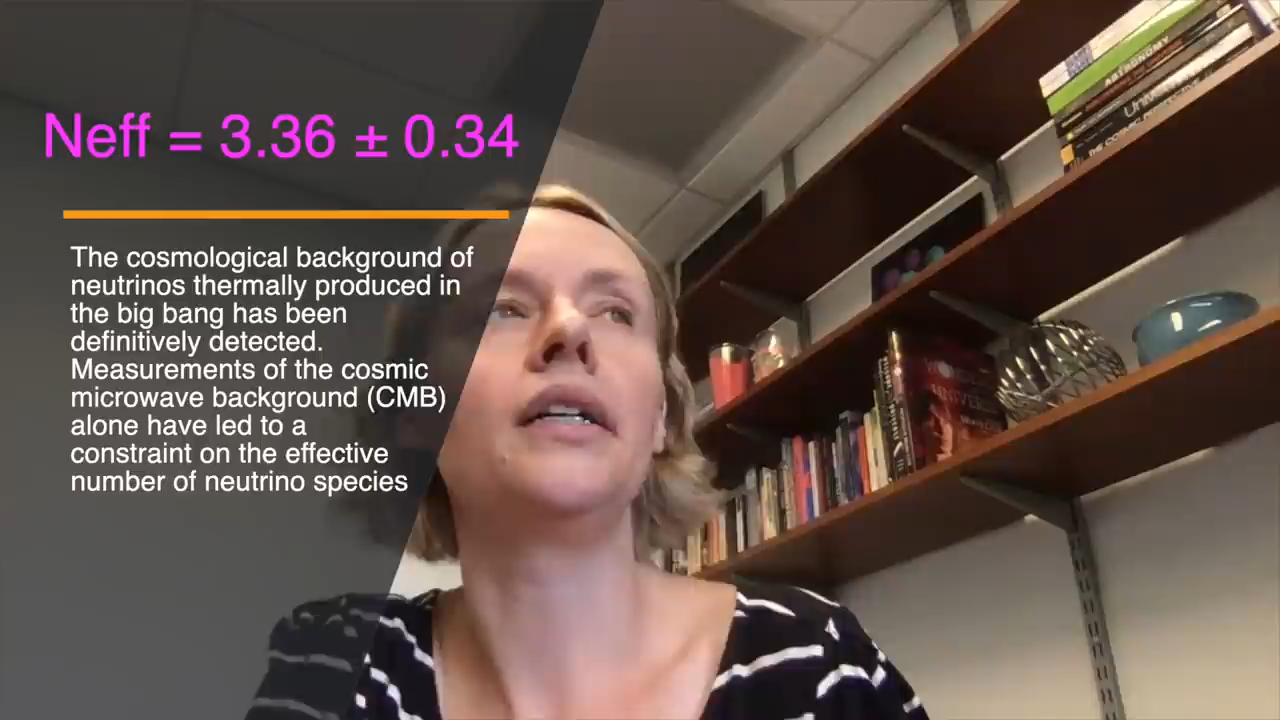 Neff = 3.36 ± 0.34
The cosmological background of
neutrinos thermally produced in
the big bang has been
definitively detected.
Measurements of the cosmic
microwave background (CMB)
alone have led to a
constraint on the effective
number of neutrino species
ASTRONOMY
THE COSMIC
UNIVERSE